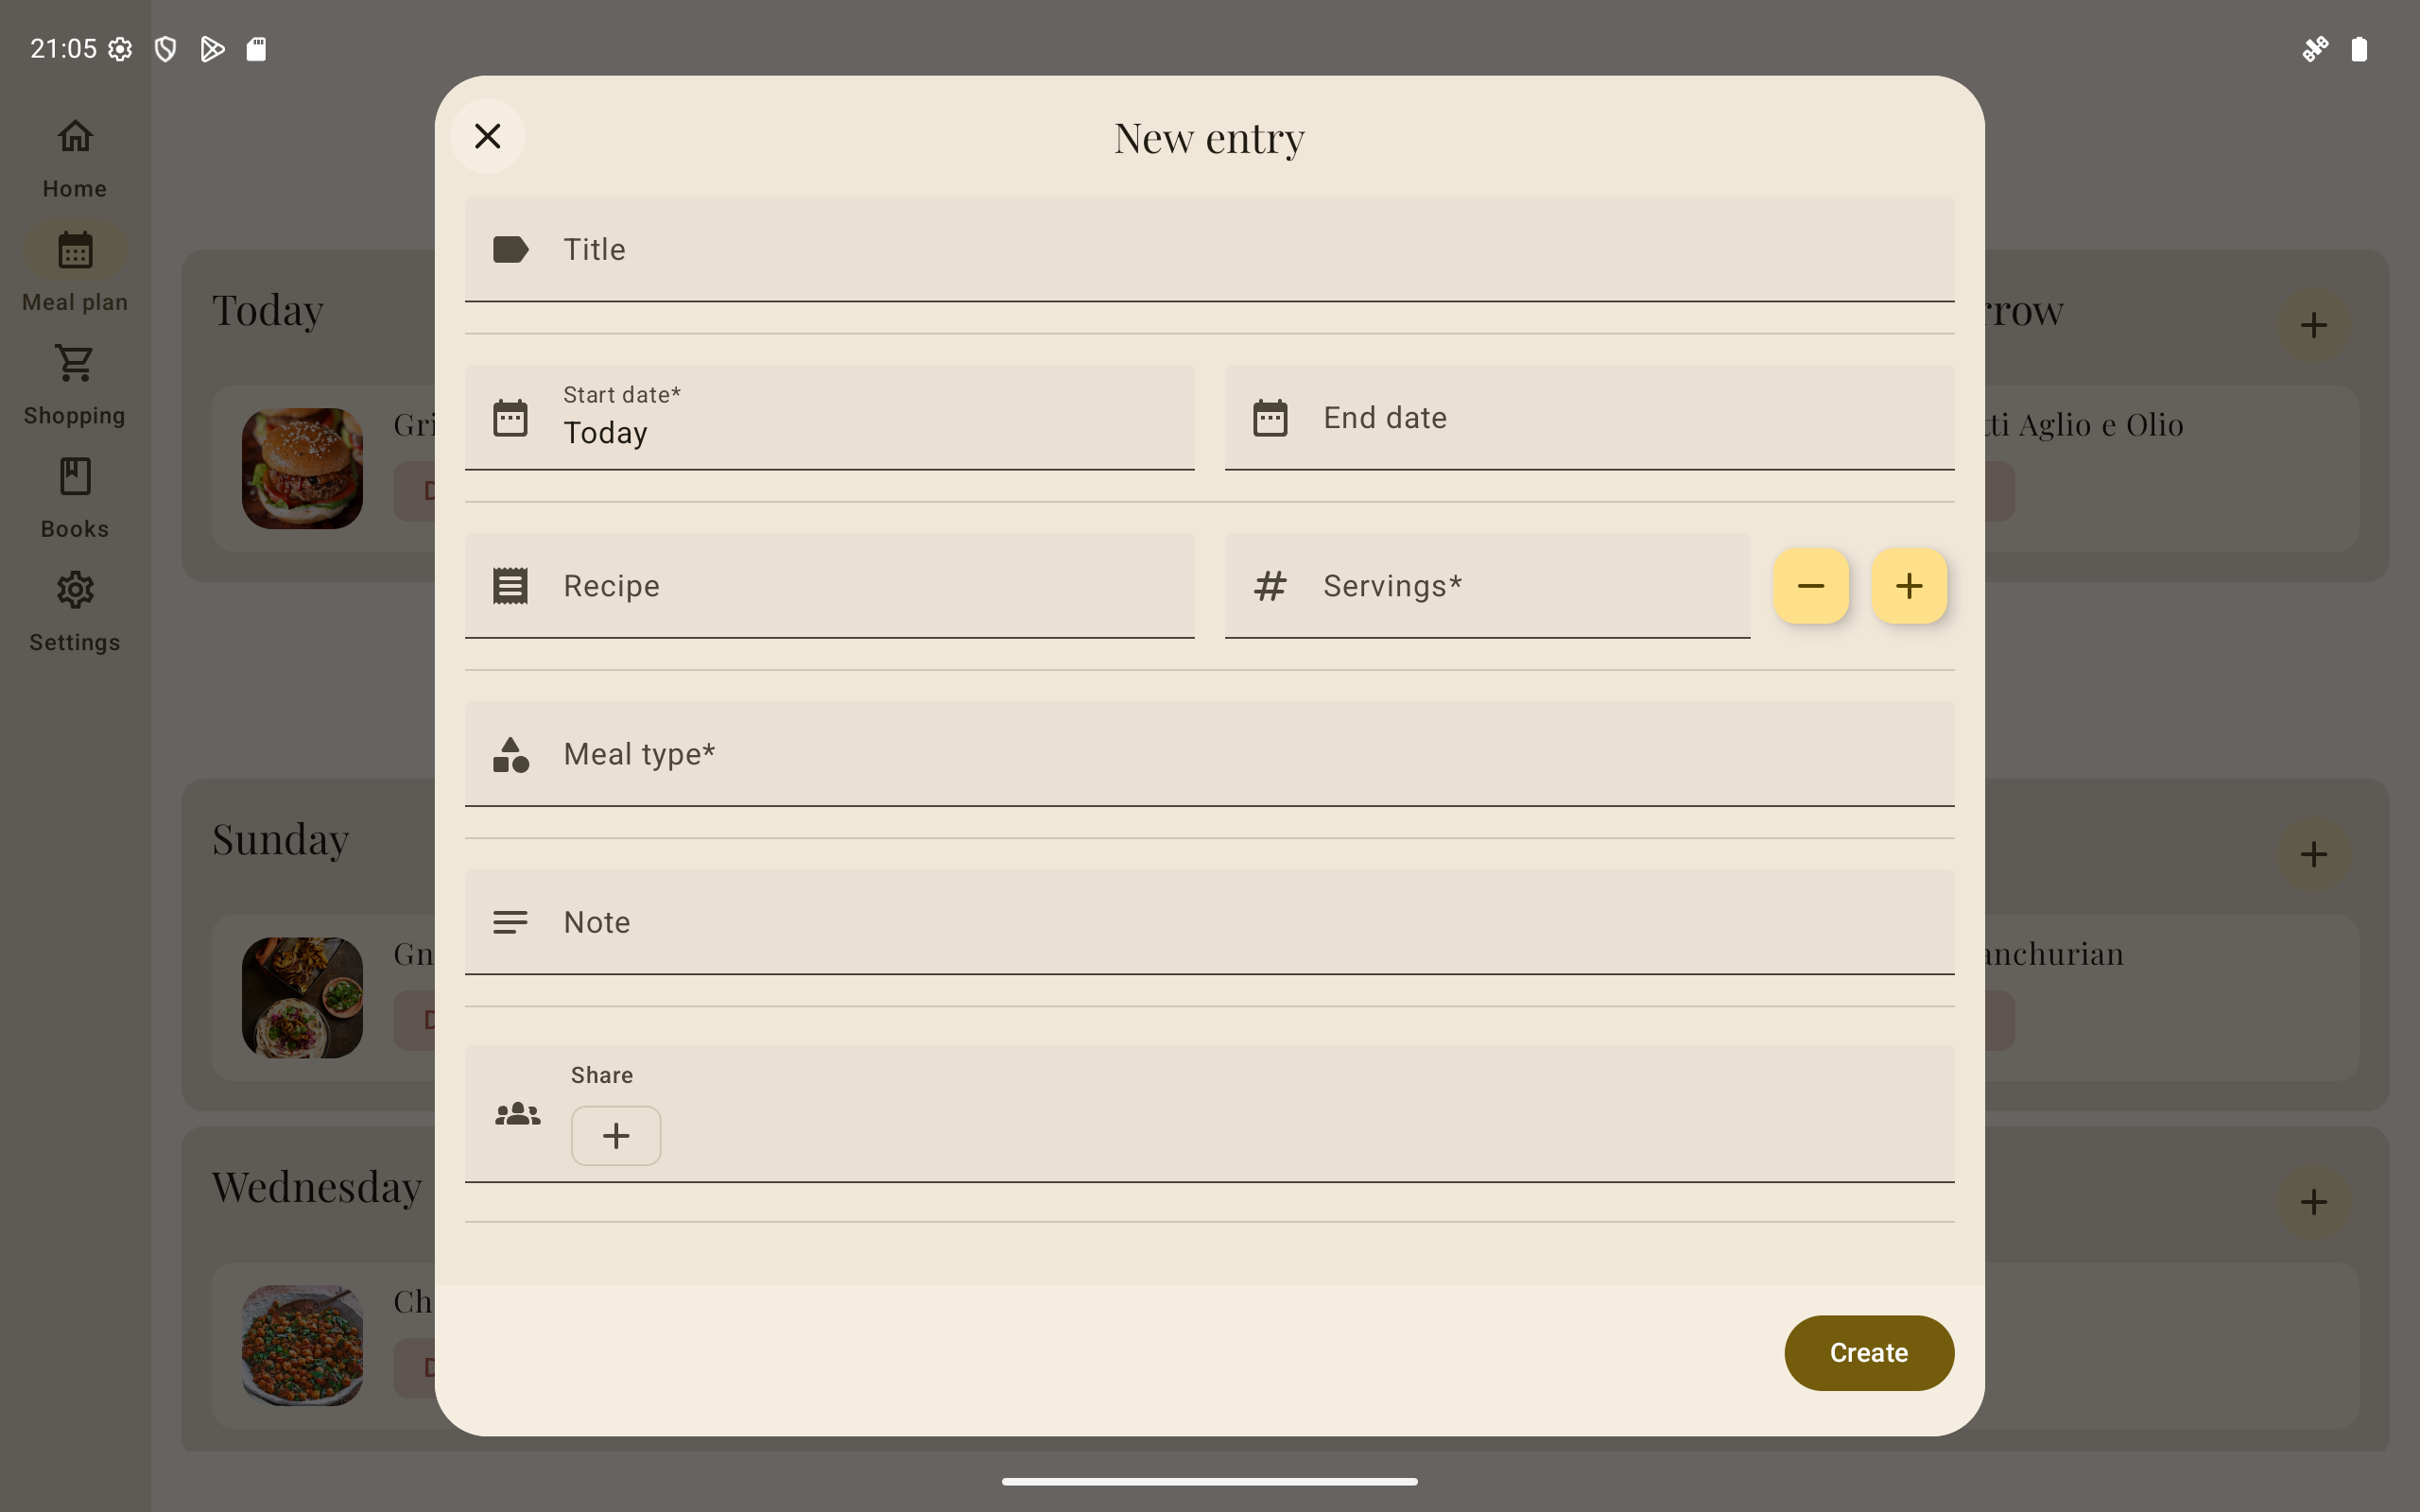 21:05
Home
Meal plan
Shopping
Books
Settings
Today
Gri
D
rrow
tti Aglio e Olio
Sunday
Gn
D
anchurian
Wednesday
Ch
D
New entry
Title
Start date*
Today
End date
Recipe
Servings*
Meal type*
Note
Share
Create